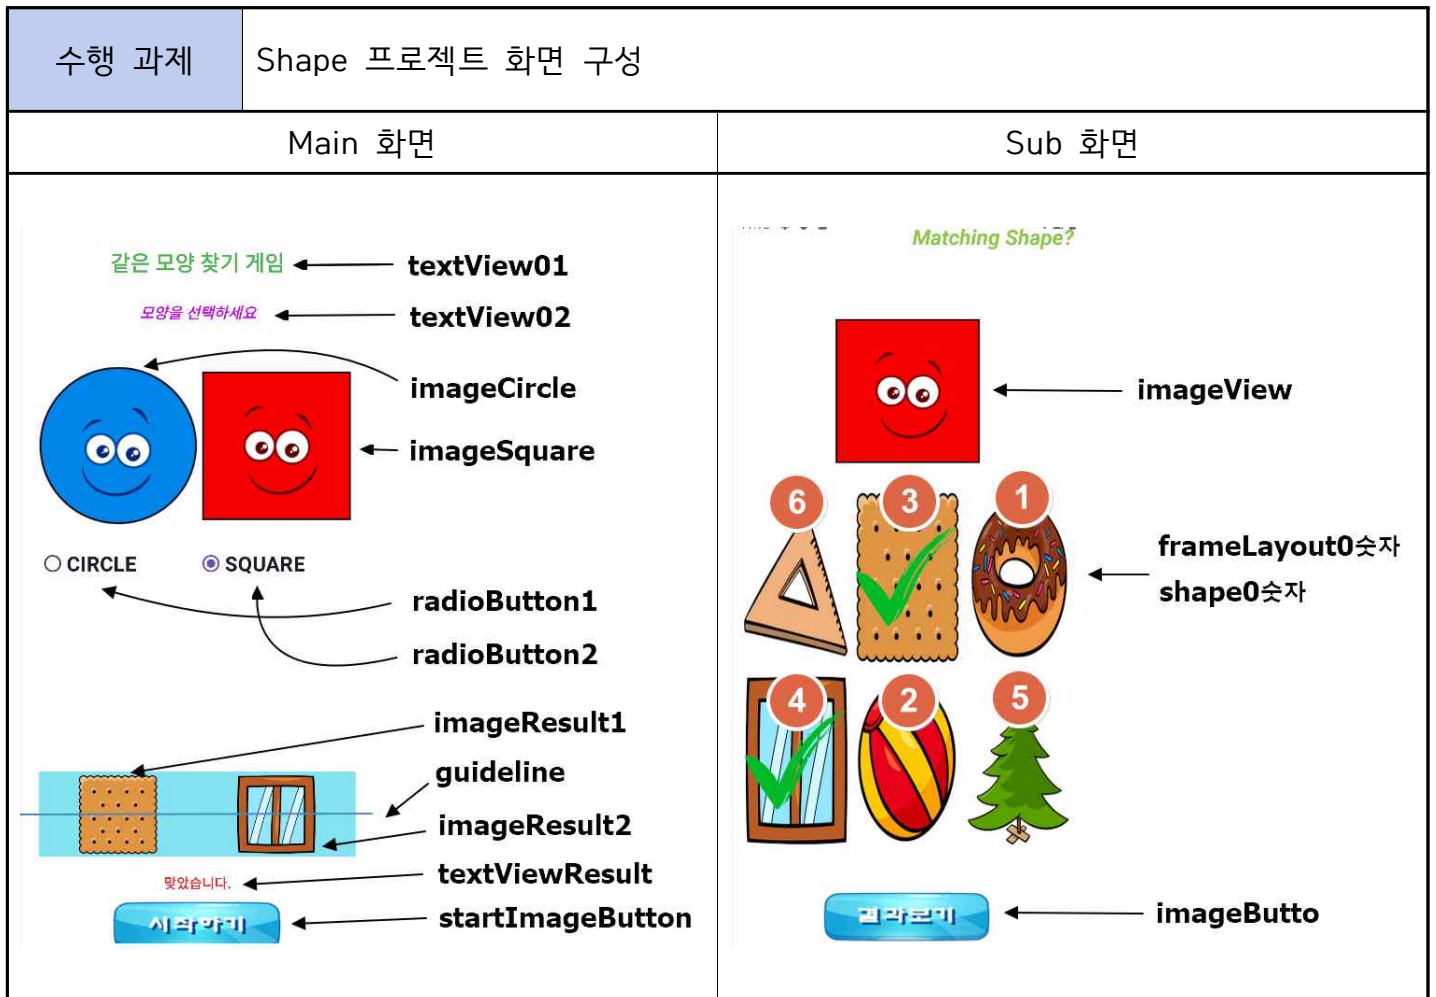 수행 과제
Shape 프로젝트 화면 구성
Main 화면
Sub 화면
같은 모양 찾기 게임
textView01
모양을 선택하세요
textView02
imageCircle
imageSquare
CIRCLE
SQUARE
radioButton1
radioButton2
imageResult1
guideline
imageResult2
맞았습니다.
textViewResult
시작하기
startImageButton
Matching Shape?
imageView
6
3
1
frameLayout0숫자
shape0숫자
4
2
5
결과보기
imageButto